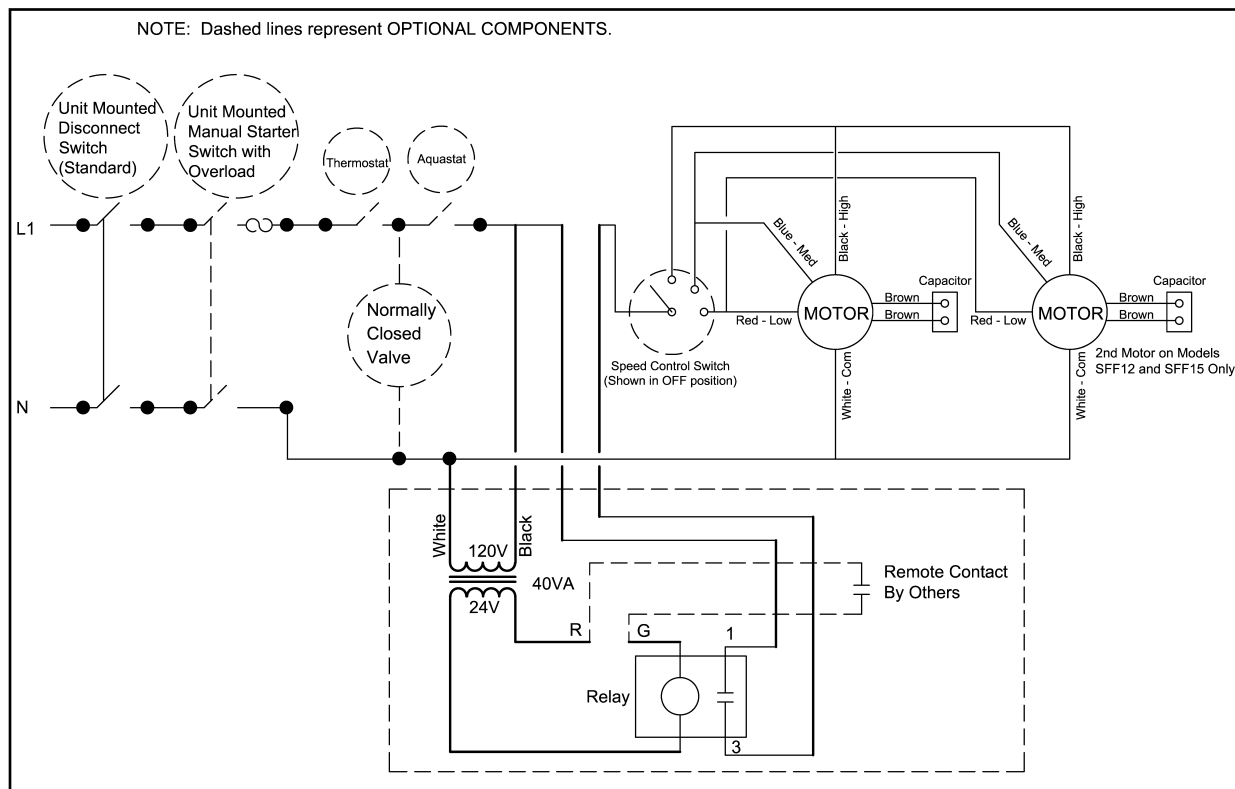 NOTE: Dashed lines represent OPTIONAL COMPONENTS.
Unit Mounted
Disconnect
Switch
(Standard)
Unit Mounted
Manual Starter
Switch with
Overload
Thermostat
Aquastat
L1
N
Normally
Closed
Valve
Speed Control Switch
(Shown in OFF position)
Blue - Med
Black - High
Red - Low
MOTOR
White - Com
Brown
Brown
Capacitor
Blue - Med
Black - High
Red - Low
MOTOR
White - Com
Brown
Brown
Capacitor
2nd Motor on Models
SFF12 and SFF15 Only
White
Black
120V
40VA
24V
R
G
1
3
Relay
Remote Contact
By Others